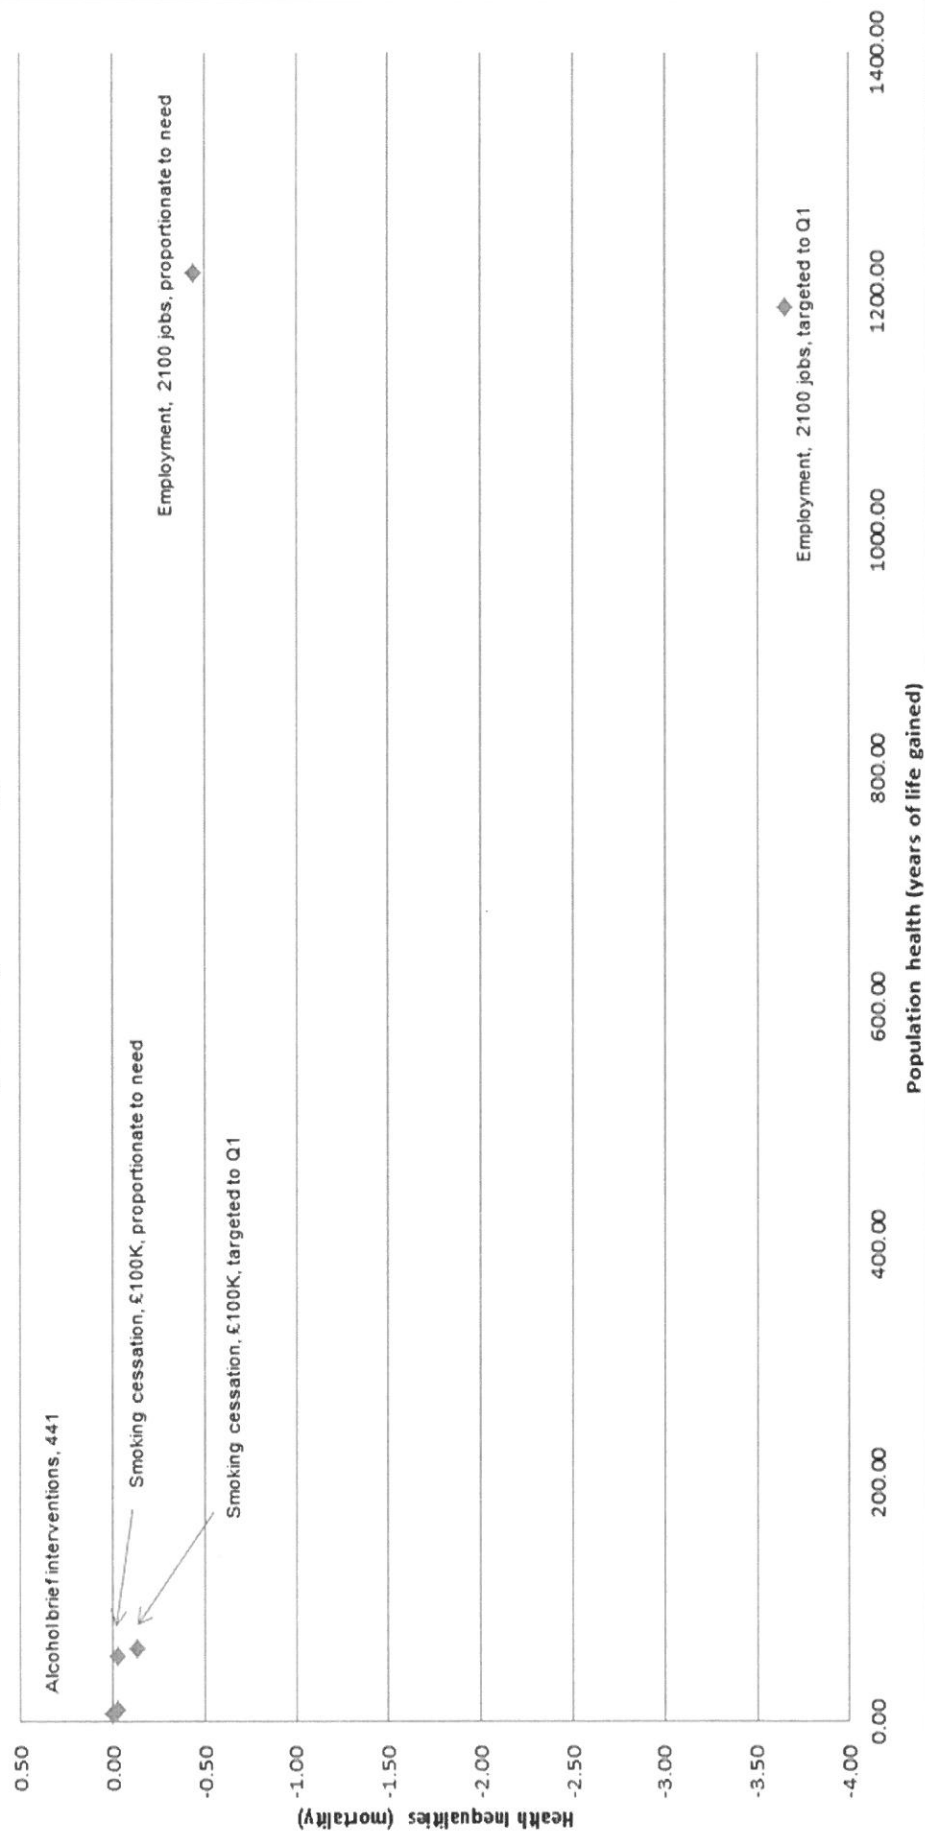 0.50
0.00
-0.50
-1.00
-1.50
-2.00
-2.50
-3.00
-3.50
-4.00
Health Inequalities (mortality)
Alcohol brief interventions, 441
Smoking cessation, £100K, proportionate to need
Smoking cessation, £100K, targeted to Q1
Employment, 2100 jobs, proportionate to need
Employment, 2100 jobs, targeted to Q1
0.00
200.00
400.00
600.00
800.00
1000.00
1200.00
1400.00
Population health (years of life gained)